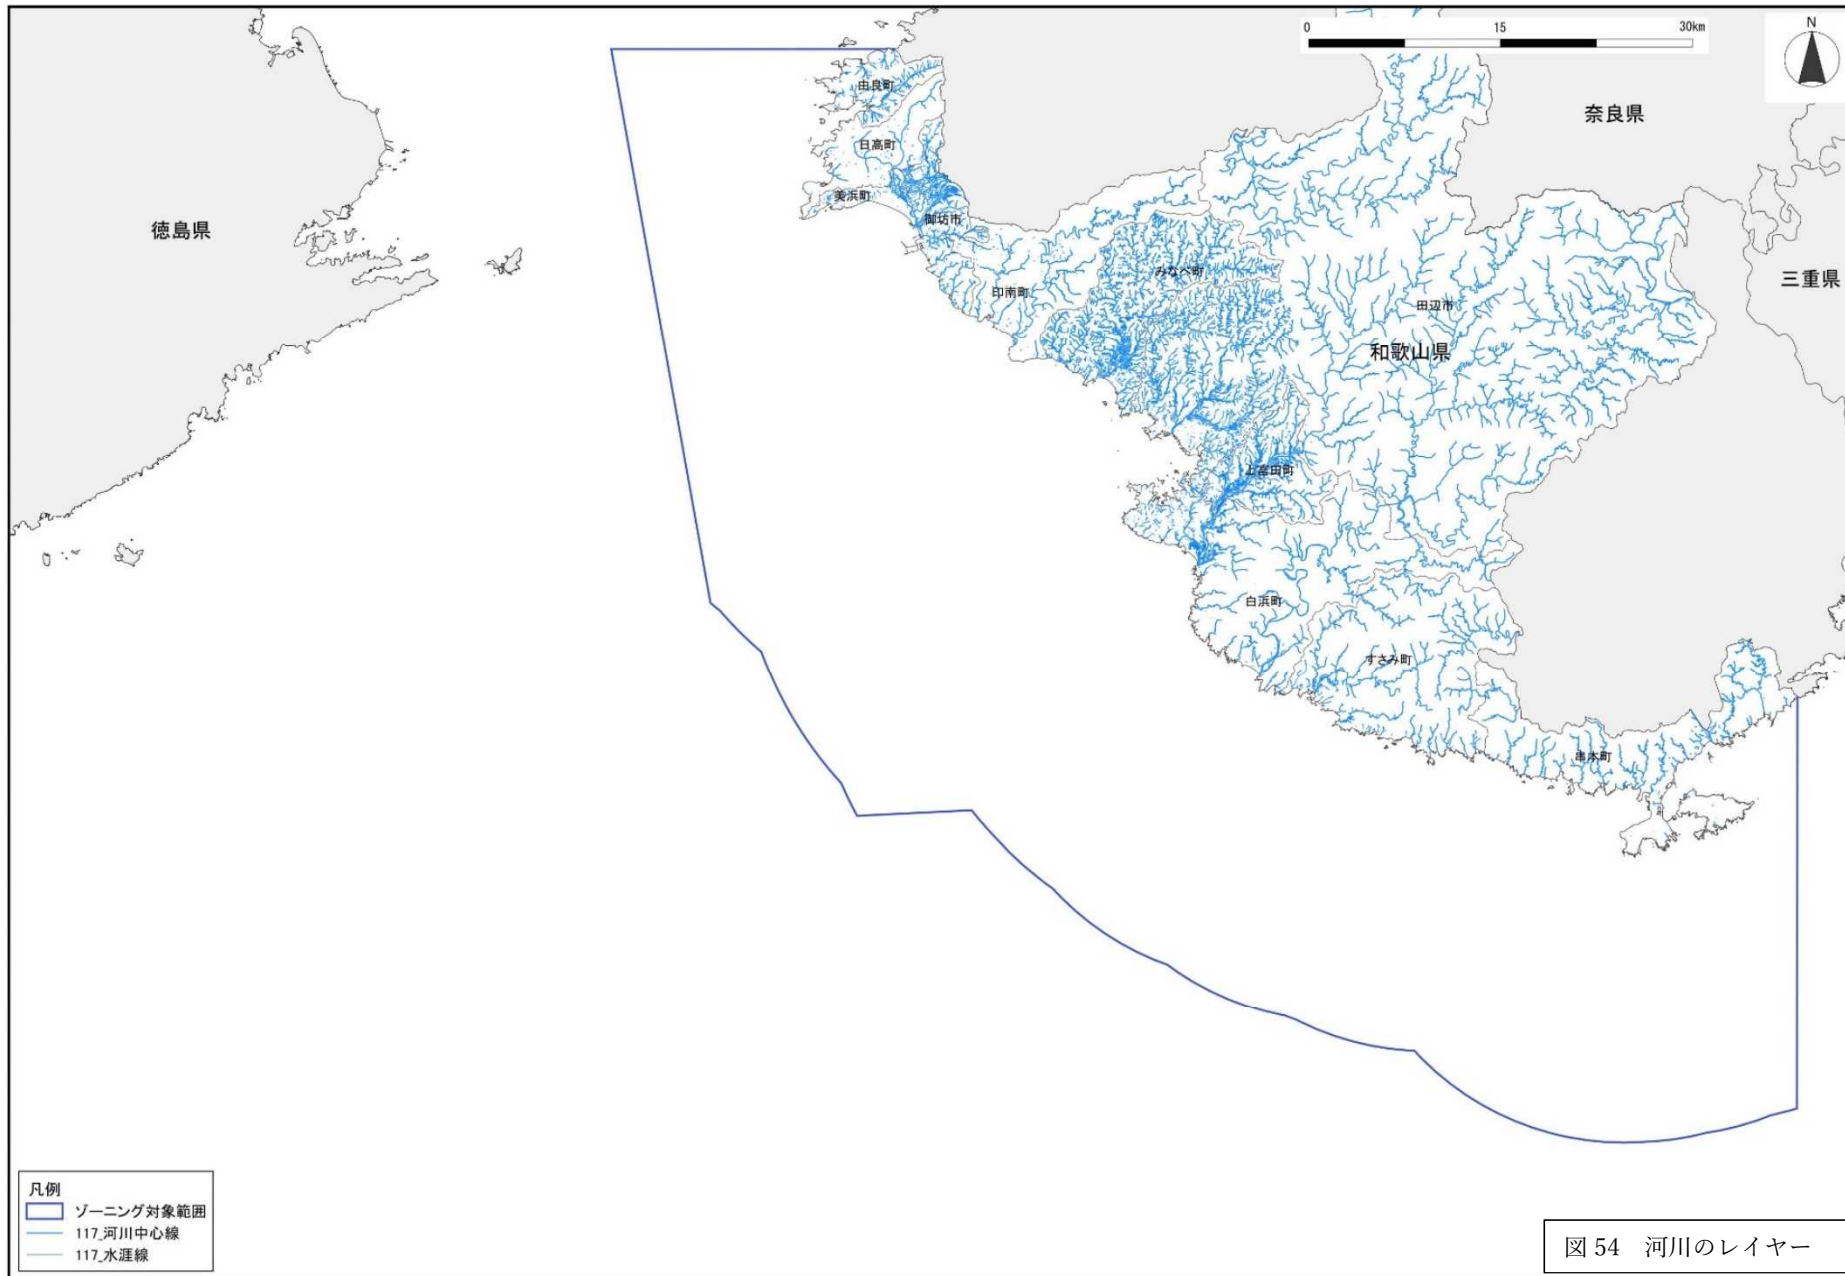 0 15 30km
N
由良町
奈良県
日高町
美浜町
御坊市
徳島県
みなべ町
三重県
印南町
田辺市
和歌山県
上富田町
白浜町
すさみ町
串本町
凡例
ゾーニング対象範囲
117_河川中心線
117_水涯線
図 54 河川のレイヤー